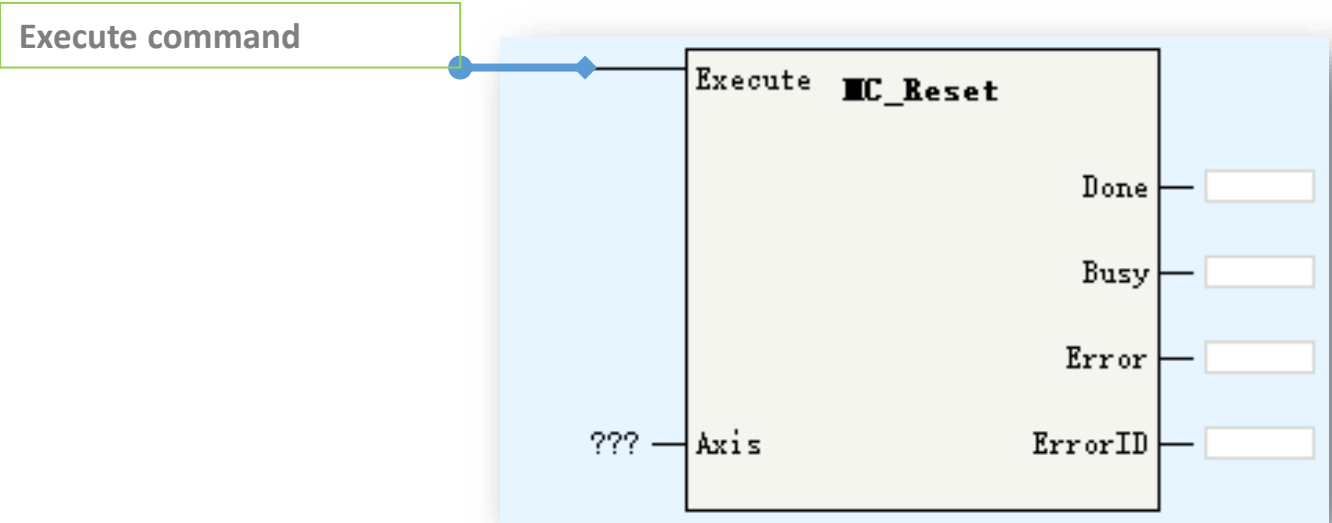 Execute command
Execute MC_Reset
Done
Busy
Error
??? Axis ErrorID